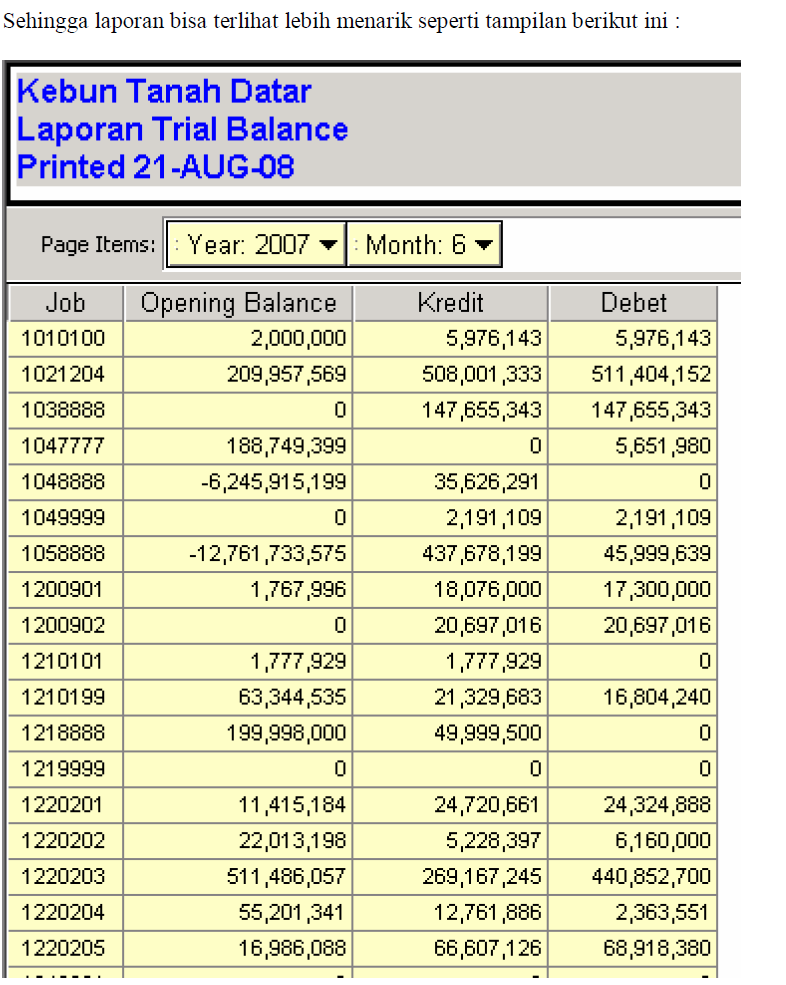 Sehingga laporan bisa terlihat lebih menarik seperti tampilan berikut ini :
Kebun Tanah Datar
Laporan Trial Balance
Printed 21-AUG-08
Page Items: : Year: 2007 : Month: 6
Job Opening Balance Kredit Debet
1010100 2,000,000 5,976,143 5,976,143
1021204 209,957,569 508,001,333 511,404,152
1038888 0 147,655,343 147,655,343
1047777 188,749,399 0 5,651,980
1048888 -6,245,915,199 35,626,291 0
1049999 0 2,191,109 2,191,109
1058888 -12,761,733,575 437,678,199 45,999,639
1200901 1,767,996 18,076,000 17,300,000
1200902 0 20,697,016 20,697,016
1210101 1,777,929 1,777,929 0
1210199 63,344,535 21,329,683 16,804,240
1218888 199,998,000 49,999,500 0
1219999 0 0 0
1220201 11,415,184 24,720,661 24,324,888
1220202 22,013,198 5,228,397 6,160,000
1220203 511,486,057 269,167,245 440,852,700
1220204 55,201,341 12,761,886 2,363,551
1220205 16,986,088 66,607,126 68,918,380